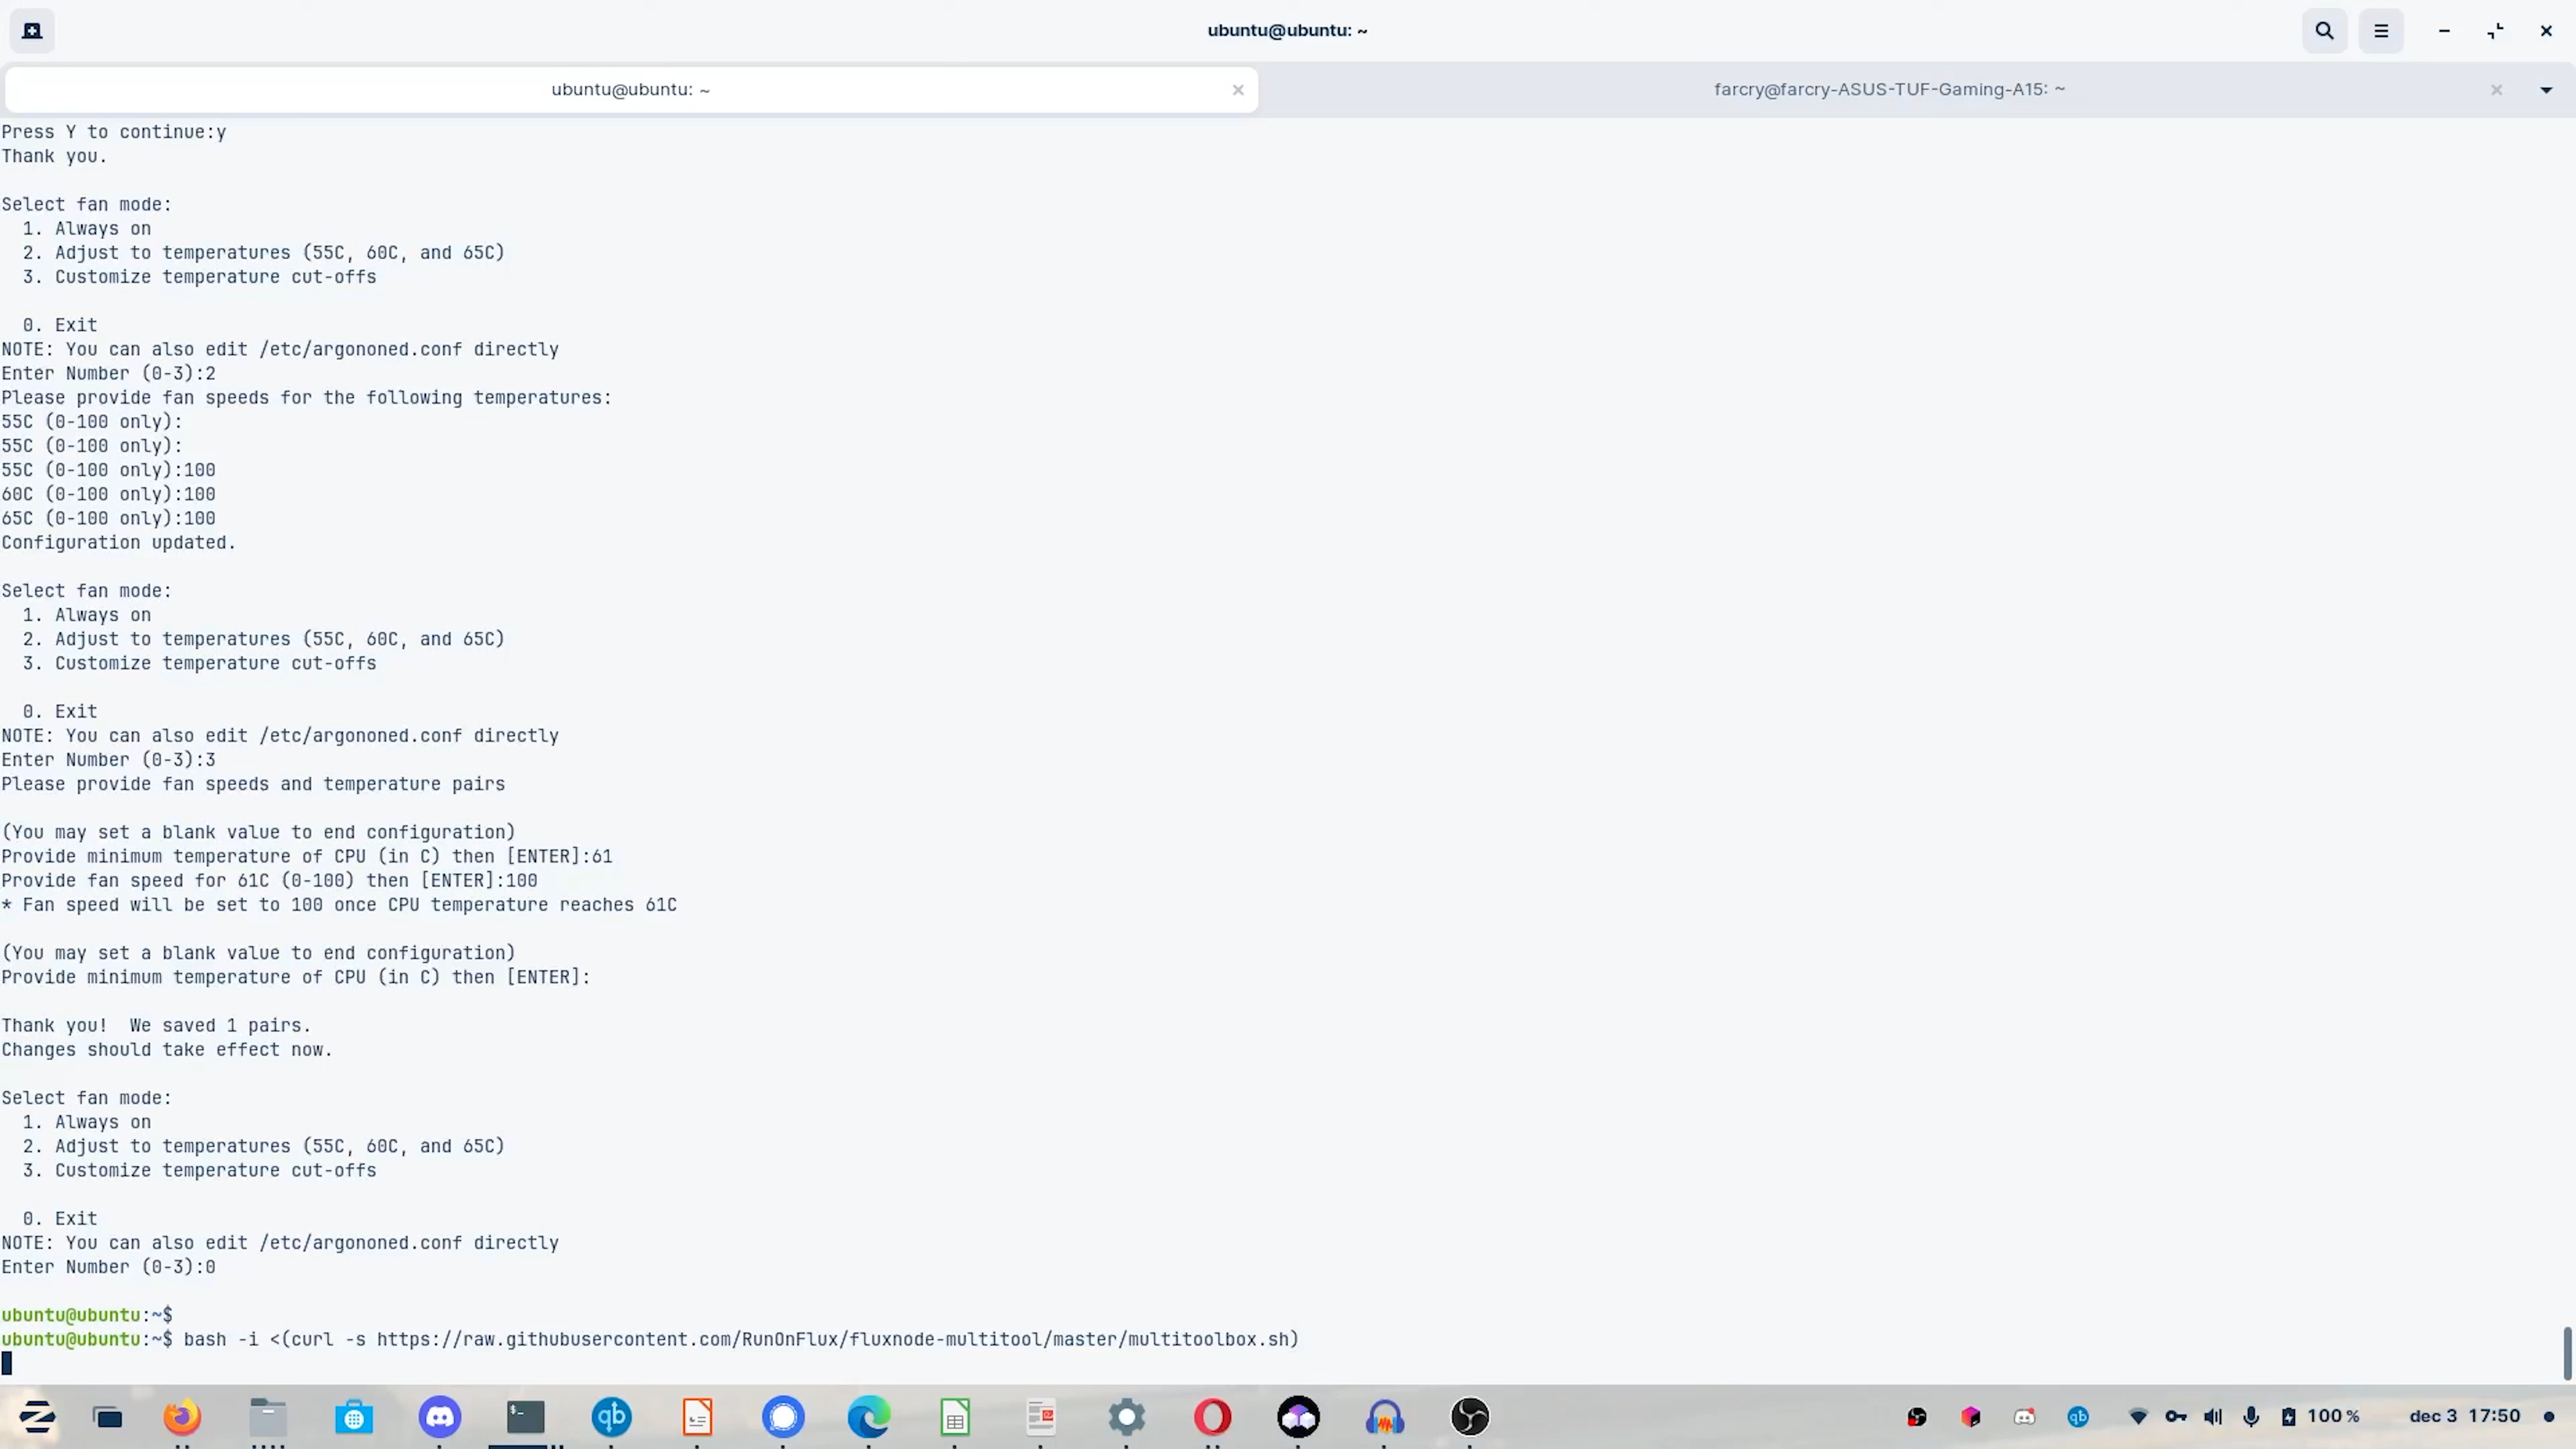 ubuntu@ubuntu: ~
ubuntu@ubuntu: ~
farcry@farcry-ASUS-TUF-Gaming-A15: ~
Press Y to continue:y
Thank you.
Select fan mode:
1. Always on
2. Adjust to temperatures (55C, 60C, and 65C)
3. Customize temperature cut-offs
0. Exit
NOTE: You can also edit /etc/argononed.conf directly
Enter Number (0-3):2
Please provide fan speeds for the following temperatures:
55C (0-100 only):
55C (0-100 only):
55C (0-100 only):100
60C (0-100 only):100
65C (0-100 only):100
Configuration updated.
Select fan mode:
1. Always on
2. Adjust to temperatures (55C, 60C, and 65C)
3. Customize temperature cut-offs
0. Exit
NOTE: You can also edit /etc/argononed.conf directly
Enter Number (0-3):3
Please provide fan speeds and temperature pairs
(You may set a blank value to end configuration)
Provide minimum temperature of CPU (in C) then [ENTER]:61
Provide fan speed for 61C (0-100) then [ENTER]:100
* Fan speed will be set to 100 once CPU temperature reaches 61C
(You may set a blank value to end configuration)
Provide minimum temperature of CPU (in C) then [ENTER]:
Thank you!  We saved 1 pairs.
Changes should take effect now.
Select fan mode:
1. Always on
2. Adjust to temperatures (55C, 60C, and 65C)
3. Customize temperature cut-offs
0. Exit
NOTE: You can also edit /etc/argononed.conf directly
Enter Number (0-3):0
ubuntu@ubuntu:~$
ubuntu@ubuntu:~$ bash -i <(curl -s https://raw.githubusercontent.com/RunOnFlux/fluxnode-multitool/master/multitoolbox.sh)
$-
qb
qb
100 %
dec 3 17:50